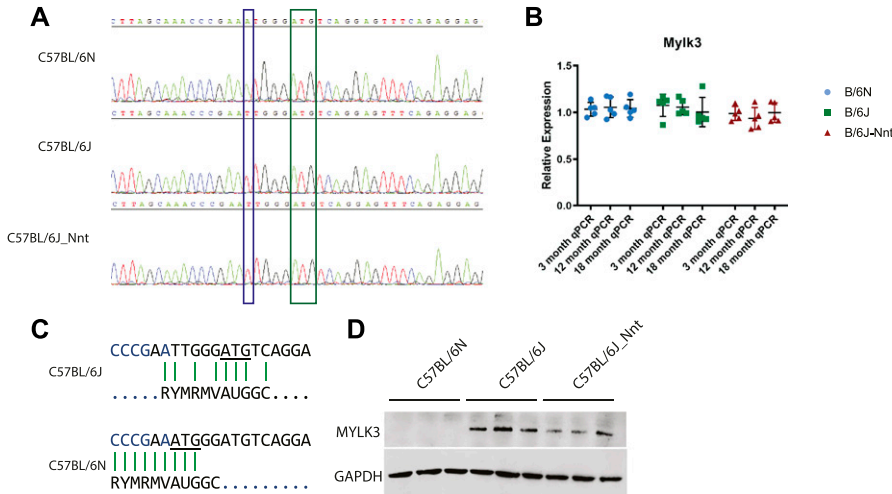 A
C T T A G C A A A C C C G A A A T G G G A T G T C A G G A G T T T C A G A G G A G
C57BL/6N
C T T A G C A A A C C C G A A T T G G G A T G T C A G G A G T T T C A G A G G A G
C57BL/6J
C T T A G C A A A C C C G A A T T G G G A T G T C A G G A G T T T C A G A G G A G
C57BL/6J_Nnt
B
Mylk3
Relative Expression
1.5
1.0
0.5
0.0
3 month qPCR
12 month qPCR
18 month qPCR
3 month qPCR
12 month qPCR
18 month qPCR
3 month qPCR
12 month qPCR
18 month qPCR
B/6N
B/6J
B/6J-Nnt
C
CCCGAATTGGGATGTCAGGA
C57BL/6J
.....RYMRMVAUGGC....
CCCGAAATGGGATGTCAGGA
C57BL/6N
RYMRMVAUGGC.........
D
C57BL/6N
C57BL/6J
C57BL/6J_Nnt
MYLK3
GAPDH